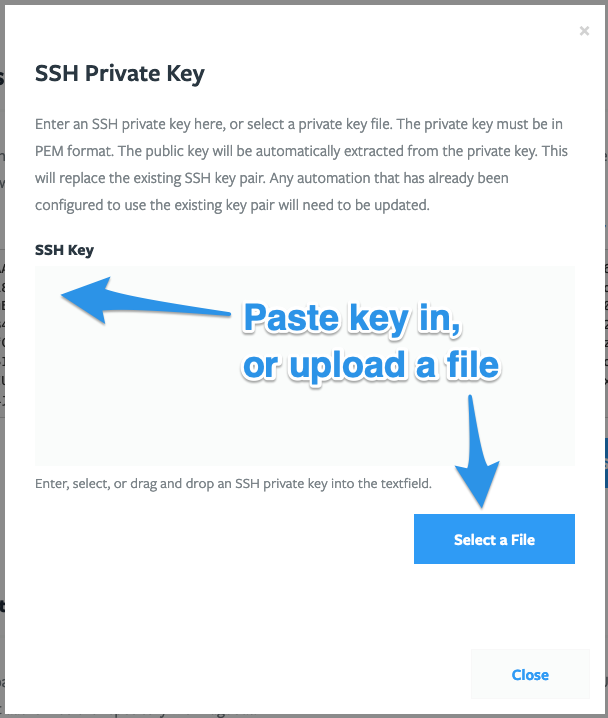 ×
SSH Private Key
Enter an SSH private key here, or select a private key file. The private key must be in
PEM format. The public key will be automatically extracted from the private key. This
will replace the existing SSH key pair. Any automation that has already been
configured to use the existing key pair will need to be updated.
SSH Key
Paste key in,
or upload a file
Enter, select, or drag and drop an SSH private key into the textfield.
Select a File
Close